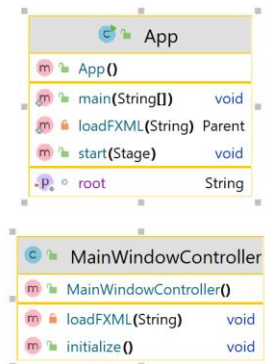 App
App()
main(String[]) void
loadFXML(String) Parent
start(Stage) void
root String
MainWindowController
MainWindowController()
loadFXML(String) void
initialize() void